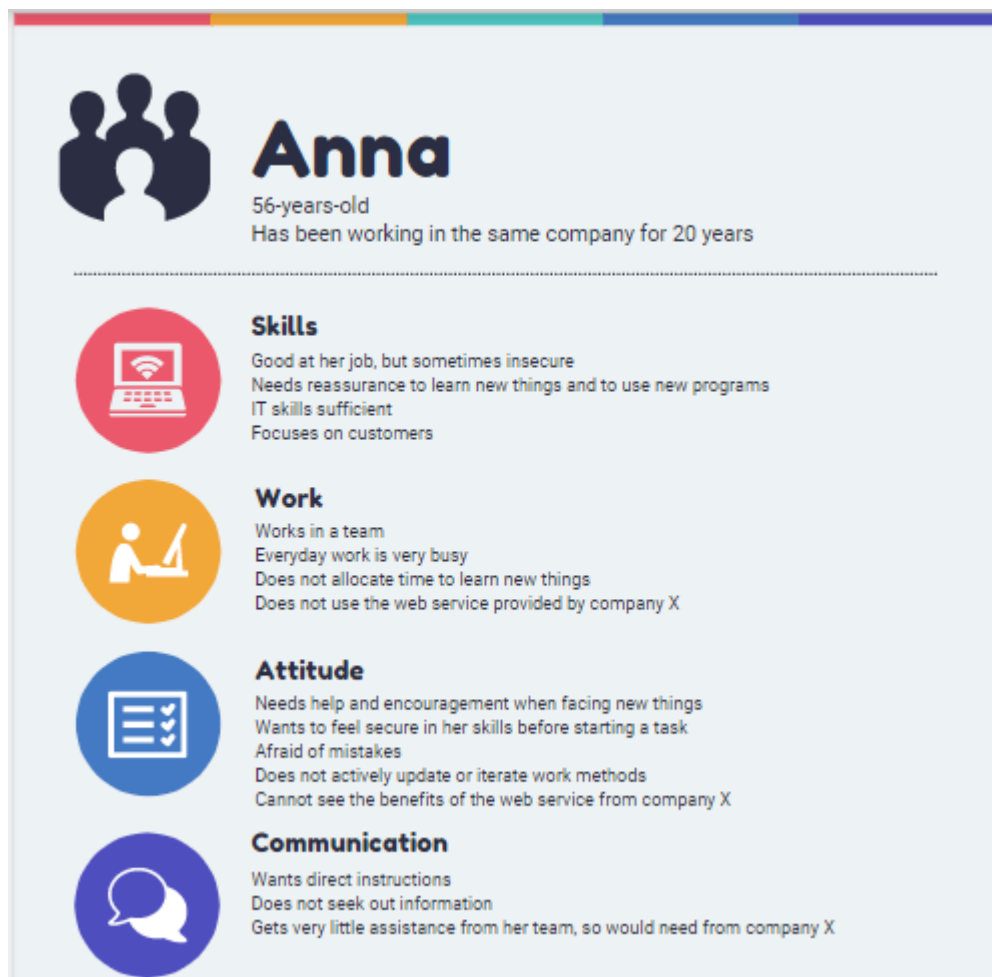 Anna
56-years-old
Has been working in the same company for 20 years
Skills
Good at her job, but sometimes insecure
Needs reassurance to learn new things and to use new programs
IT skills sufficient
Focuses on customers
Work
Works in a team
Everyday work is very busy
Does not allocate time to learn new things
Does not use the web service provided by company X
Attitude
Needs help and encouragement when facing new things
Wants to feel secure in her skills before starting a task
Afraid of mistakes
Does not actively update or iterate work methods
Cannot see the benefits of the web service from company X
Communication
Wants direct instructions
Does not seek out information
Gets very little assistance from her team, so would need from company X